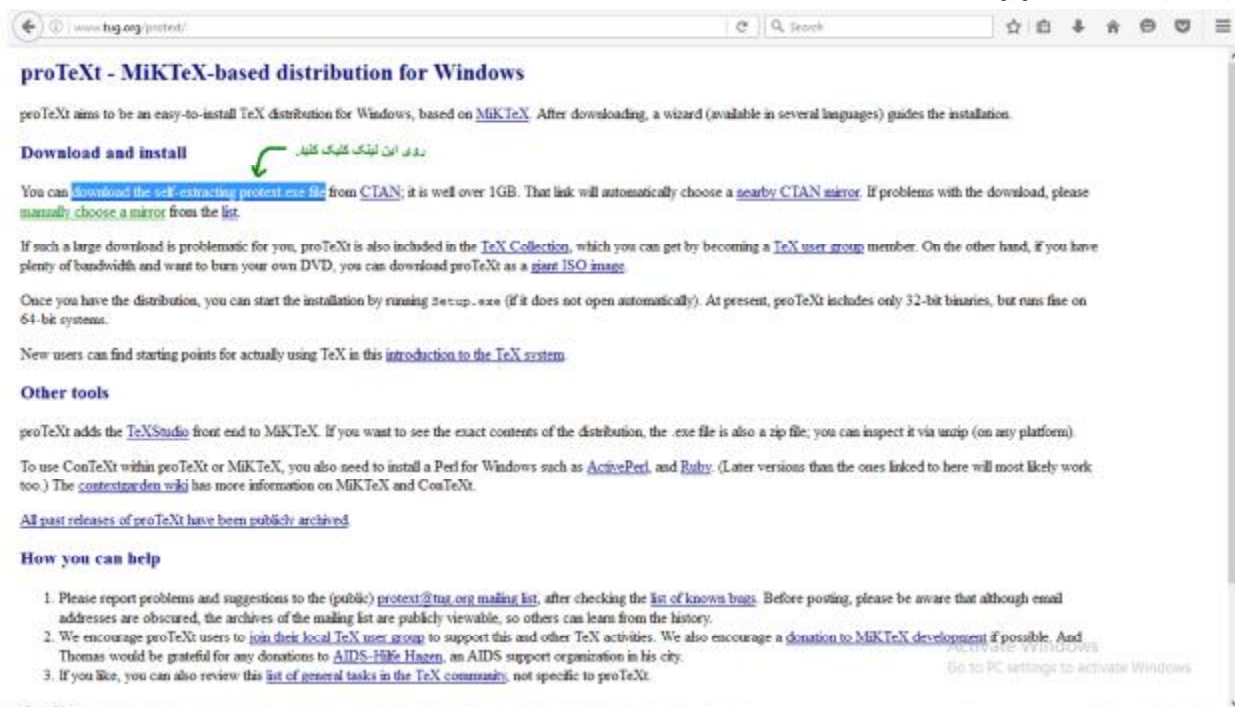 www.tug.org/protext/
Search
proTeXt - MiKTeX-based distribution for Windows
proTeXt aims to be an easy-to-install TeX distribution for Windows, based on MiKTeX. After downloading, a wizard (available in several languages) guides the installation.
Download and install
روی این لینک کلیک کنید.
You can download the self-extracting protext.exe file from CTAN; it is well over 1GB. That link will automatically choose a nearby CTAN mirror. If problems with the download, please
manually choose a mirror from the list.
If such a large download is problematic for you, proTeXt is also included in the TeX Collection, which you can get by becoming a TeX user group member. On the other hand, if you have
plenty of bandwidth and want to burn your own DVD, you can download proTeXt as a giant ISO image.
Once you have the distribution, you can start the installation by running Setup.exe (if it does not open automatically). At present, proTeXt includes only 32-bit binaries, but runs fine on
64-bit systems.
New users can find starting points for actually using TeX in this introduction to the TeX system.
Other tools
proTeXt adds the TeXStudio front end to MiKTeX. If you want to see the exact contents of the distribution, the .exe file is also a zip file; you can inspect it via unzip (on any platform).
To use ConTeXt within proTeXt or MiKTeX, you also need to install a Perl for Windows such as ActivePerl, and Ruby. (Later versions than the ones linked to here will most likely work
too.) The contextgarden wiki has more information on MiKTeX and ConTeXt.
All past releases of proTeXt have been publicly archived.
How you can help
1. Please report problems and suggestions to the (public) protext@tug.org mailing list, after checking the list of known bugs. Before posting, please be aware that although email
addresses are obscured, the archives of the mailing list are publicly viewable, so others can learn from the history.
2. We encourage proTeXt users to join their local TeX user group to support this and other TeX activities. We also encourage a donation to MiKTeX development if possible. And
Thomas would be grateful for any donations to AIDS-Hilfe Hagen, an AIDS support organization in his city.
3. If you like, you can also review this list of general tasks in the TeX community, not specific to proTeXt.
Activate Windows
Go to PC settings to activate Windows.